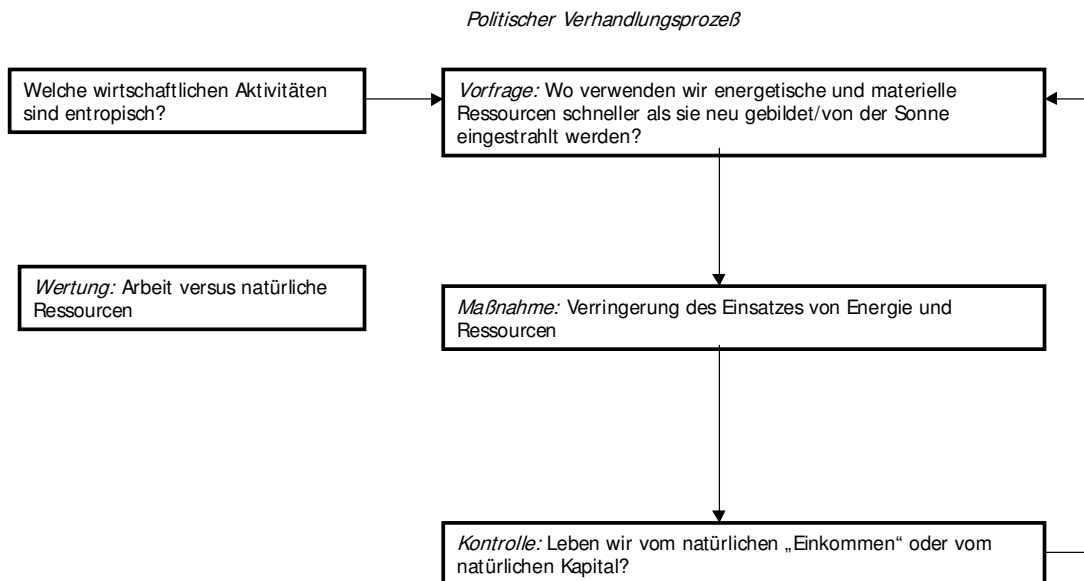 Politischer Verhandlungsprozeß
Welche wirtschaftlichen Aktivitäten
sind entropisch?
Vorfrage: Wo verwenden wir energetische und materielle
Ressourcen schneller als sie neu gebildet/von der Sonne
eingestrahlt werden?
Wertung: Arbeit versus natürliche
Ressourcen
Maßnahme: Verringerung des Einsatzes von Energie und
Ressourcen
Kontrolle: Leben wir vom natürlichen „Einkommen“ oder vom
natürlichen Kapital?